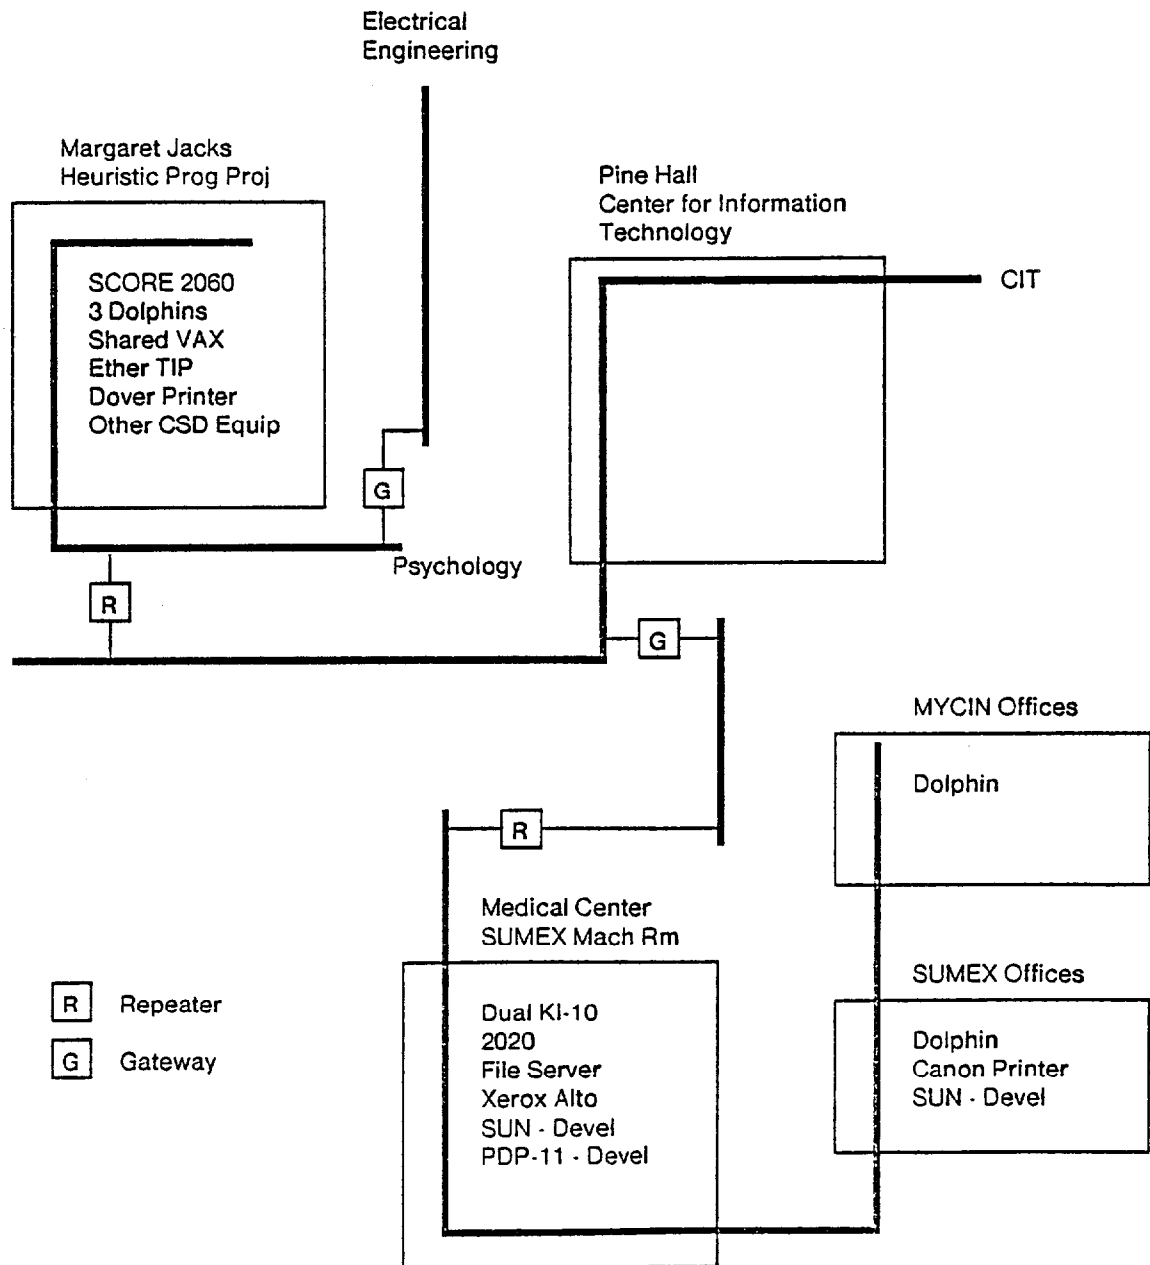 Electrical
Engineering
Margaret Jacks
Heuristic Prog Proj
Pine Hall
Center for Information
Technology
SCORE 2060
3 Dolphins
Shared VAX
Ether TIP
Dover Printer
Other CSD Equip
CIT
G
Psychology
R
G
MYCIN Offices
Dolphin
R
Medical Center
SUMEX Mach Rm
SUMEX Offices
R Repeater
G Gateway
Dual KI-10
2020
File Server
Xerox Alto
SUN - Devel
PDP-11 - Devel
Dolphin
Canon Printer
SUN - Devel